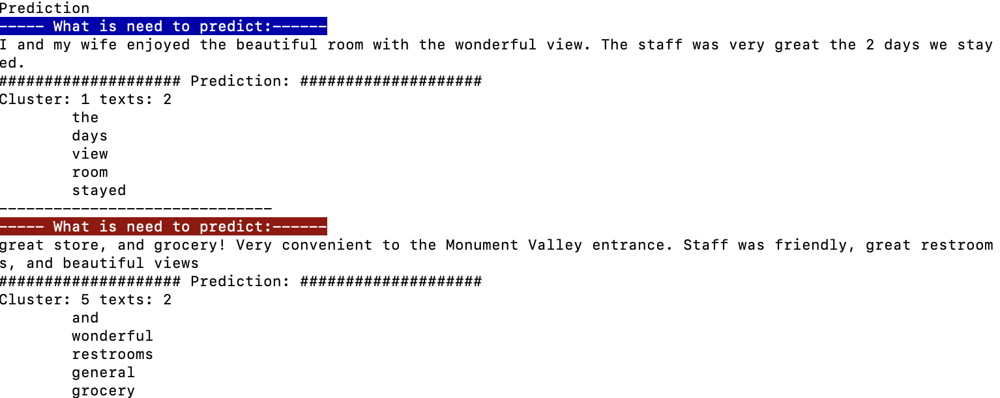 Prediction
----- What is need to predict:------
I and my wife enjoyed the beautiful room with the wonderful view. The staff was very great the 2 days we stay
ed.
#################### Prediction: ####################
Cluster: 1 texts: 2
the
days
view
room
stayed
------------------------------
----- What is need to predict:------
great store, and grocery! Very convenient to the Monument Valley entrance. Staff was friendly, great restroom
s, and beautiful views
#################### Prediction: ####################
Cluster: 5 texts: 2
and
wonderful
restrooms
general
grocery